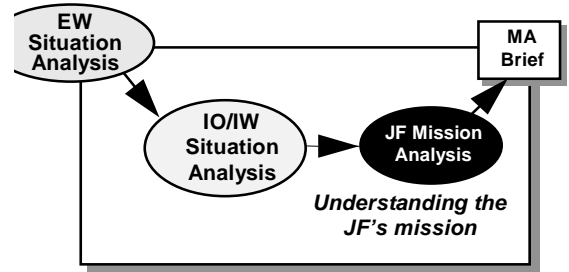 EW
Situation
Analysis
MA
Brief
IO/IW
Situation
Analysis
JF Mission
Analysis
Understanding the
JF's mission